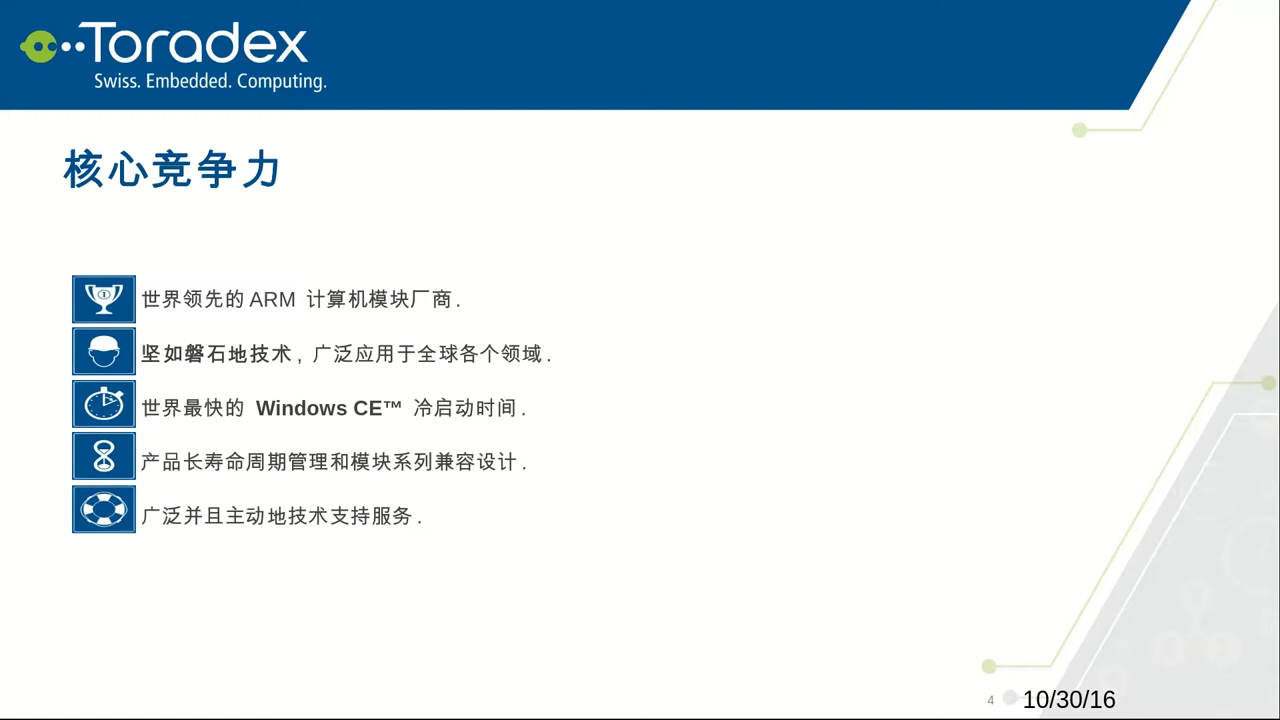 Toradex
Swiss. Embedded. Computing.
核心竞争力
世界领先的 ARM 计算机模块厂商.
坚如磐石地技术, 广泛应用于全球各个领域.
世界最快的 Windows CE™ 冷启动时间.
产品长寿命周期管理和模块系列兼容设计.
广泛并且主动地技术支持服务.
4
10/30/16